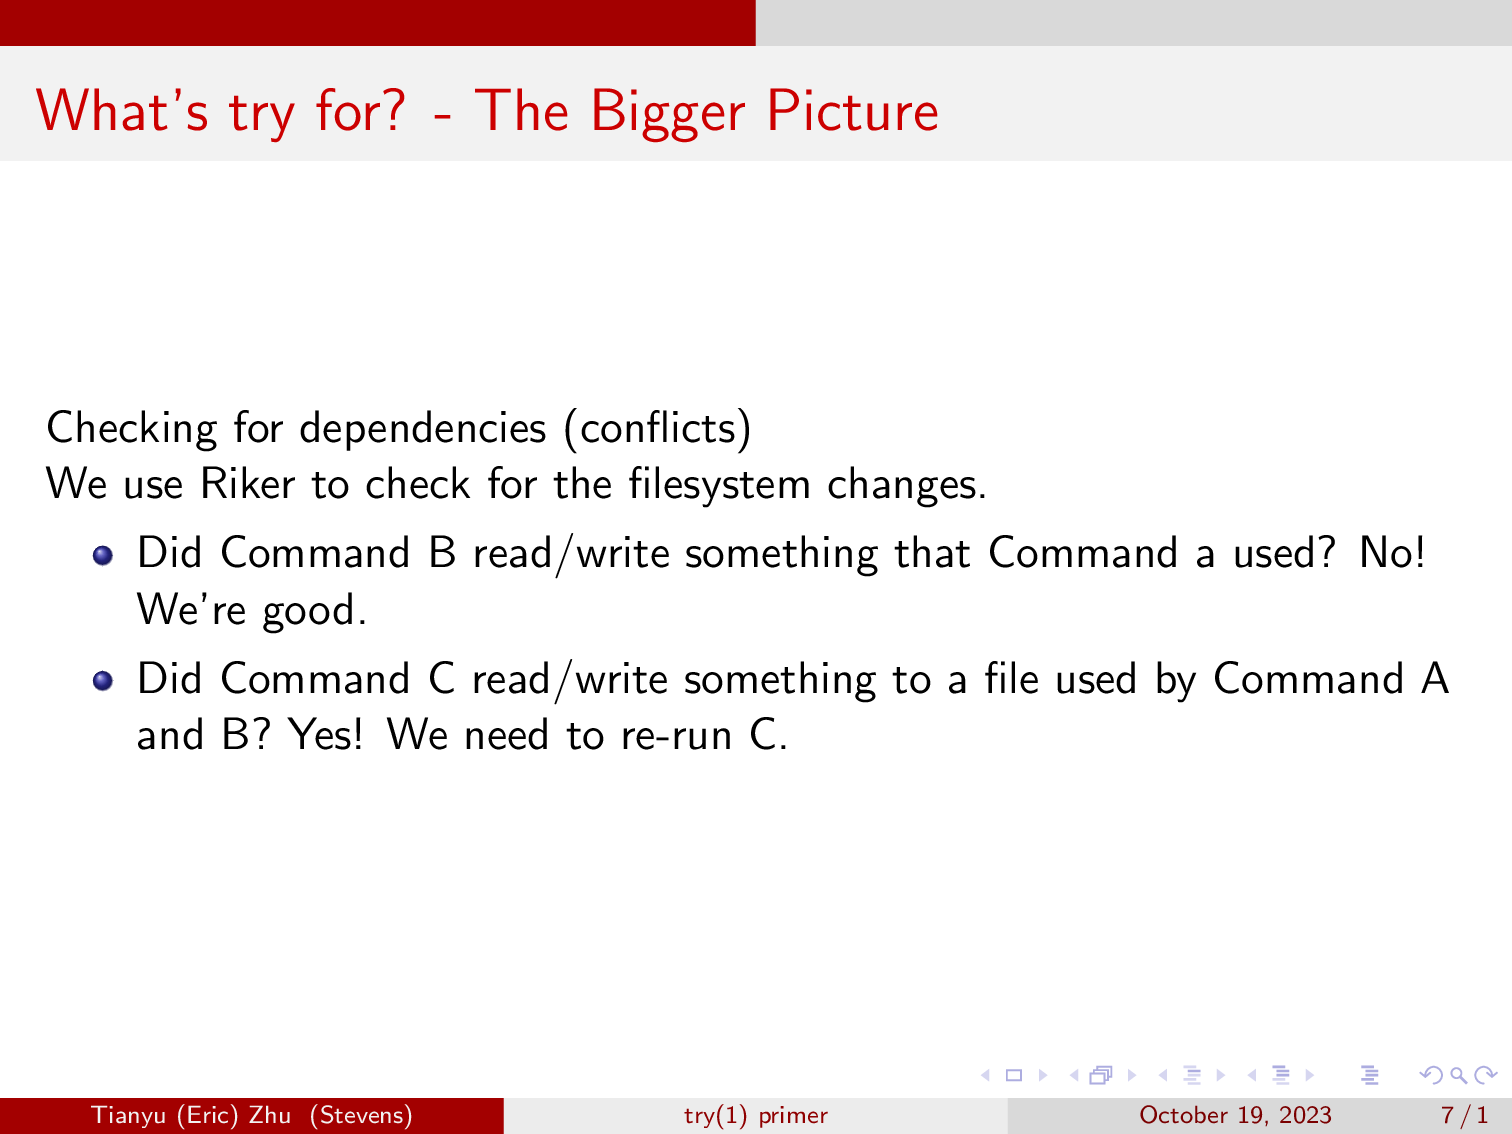 What's try for? - The Bigger Picture
Checking for dependencies (conflicts)
We use Riker to check for the filesystem changes.
Did Command B read/write something that Command a used? No!
We're good.
Did Command C read/write something to a file used by Command A
and B? Yes! We need to re-run C.
Tianyu (Eric) Zhu (Stevens)
try(1) primer
October 19, 2023
7 / 1